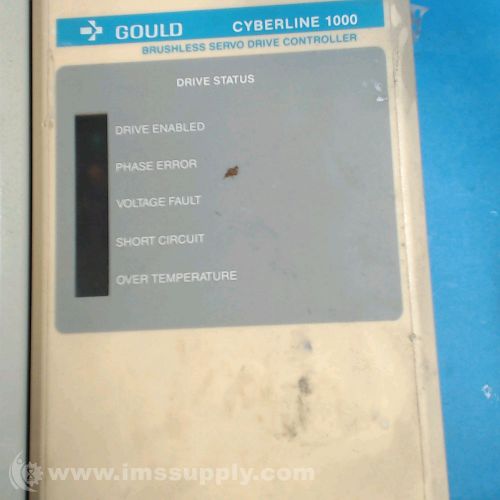 GOULD CYBERLINE 1000
BRUSHLESS SERVO DRIVE CONTROLLER
DRIVE STATUS
DRIVE ENABLED
PHASE ERROR
VOLTAGE FAULT
SHORT CIRCUIT
OVER TEMPERATURE
www.imssupply.com